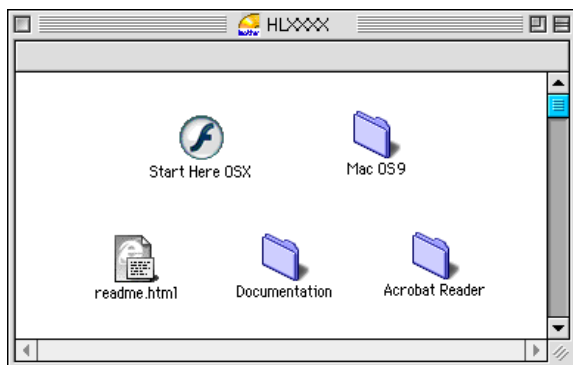 HLXXXX
Start Here OSX
Mac OS9
readme.html
Documentation
Acrobat Reader